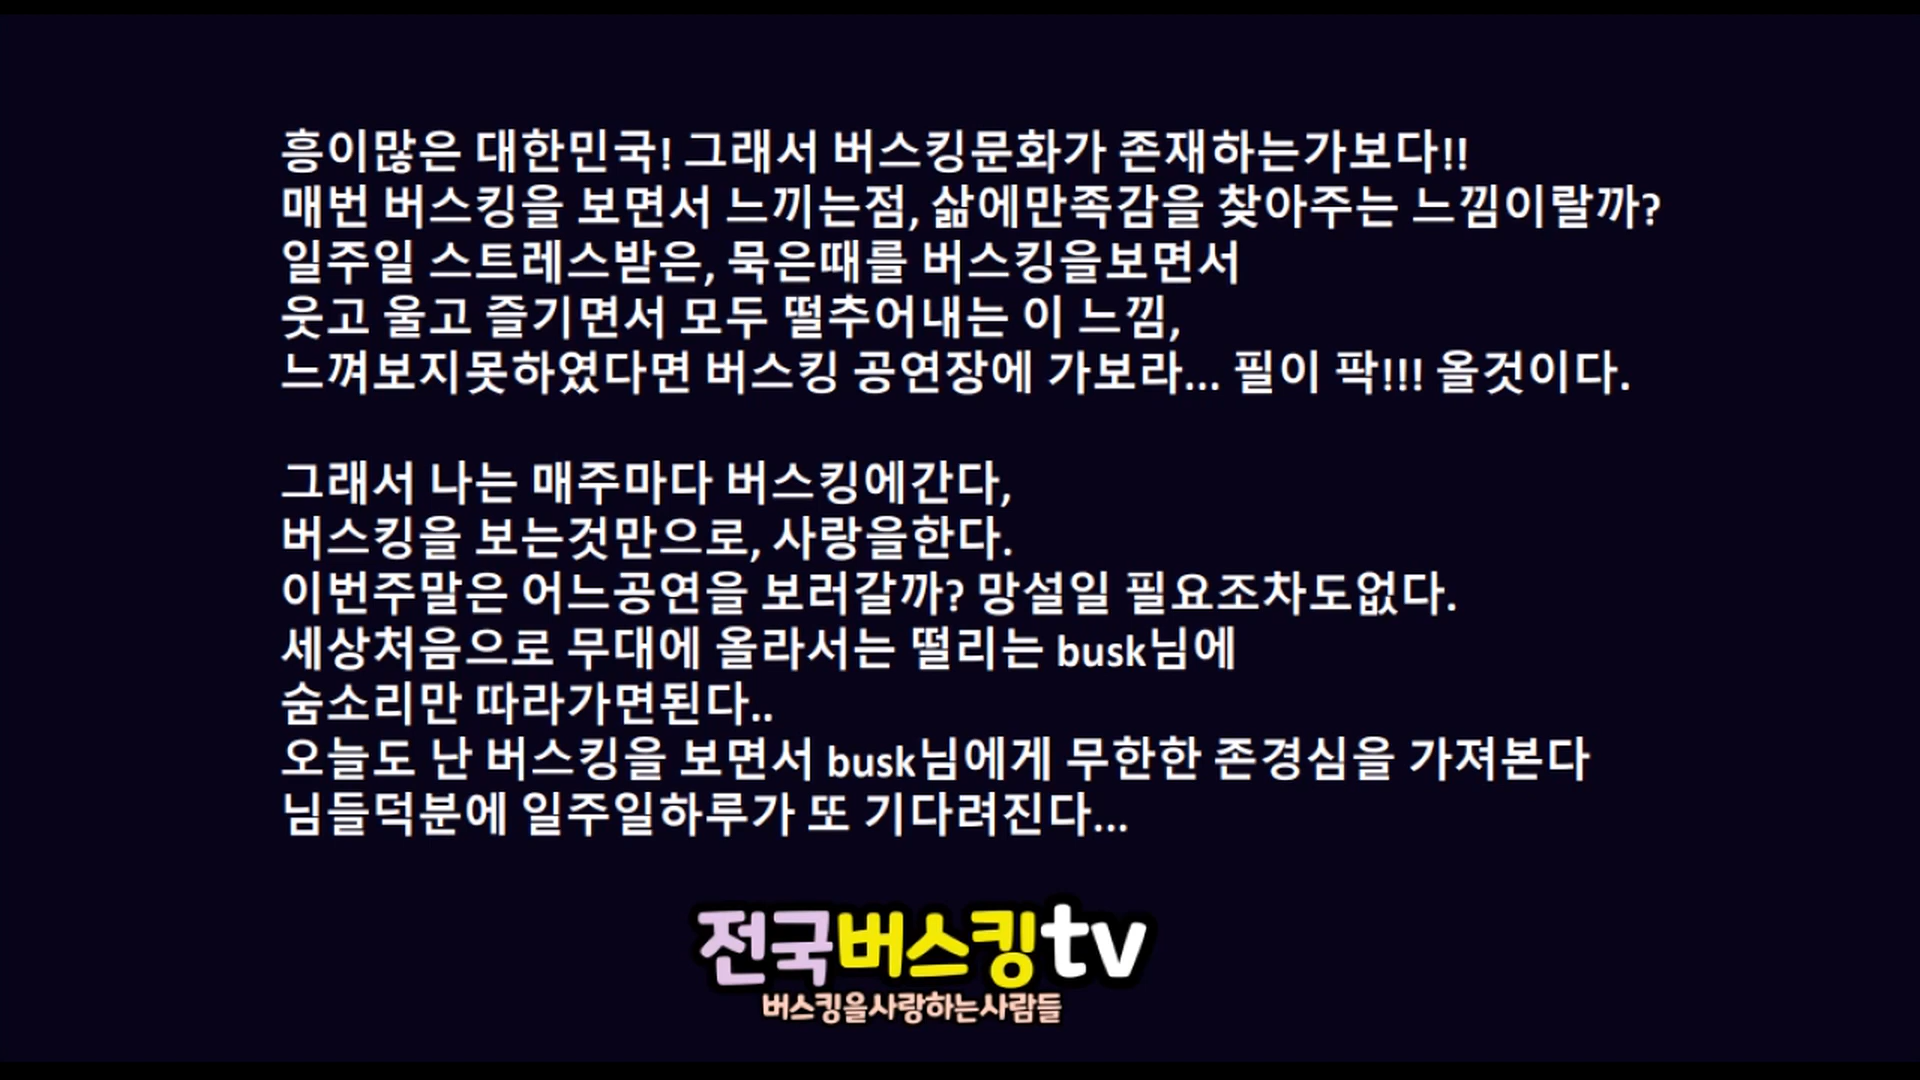 흥이많은 대한민국! 그래서 버스킹문화가 존재하는가보다!!
매번 버스킹을 보면서 느끼는점, 삶에만족감을 찾아주는 느낌이랄까?
일주일 스트레스받은, 묵은때를 버스킹을보면서
웃고 울고 즐기면서 모두 떨추어내는 이 느낌,
느껴보지못하였다면 버스킹 공연장에 가보라... 필이 팍!!! 올것이다.
그래서 나는 매주마다 버스킹에간다,
버스킹을 보는것만으로, 사랑을한다.
이번주말은 어느공연을 보러갈까? 망설일 필요조차도없다.
세상처음으로 무대에 올라서는 떨리는 busk님에
숨소리만 따라가면된다..
오늘도 난 버스킹을 보면서 busk님에게 무한한 존경심을 가져본다
님들덕분에 일주일하루가 또 기다려진다...
전국버스킹tv
버스킹을사랑하는사람들